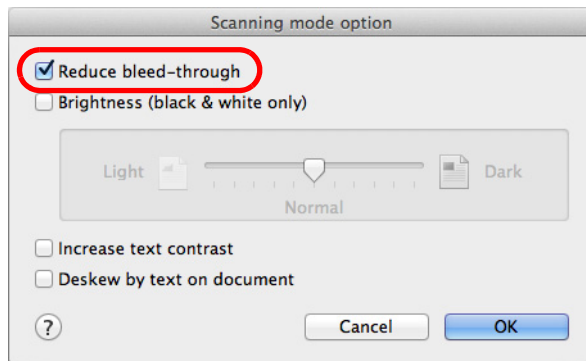 Scanning mode option
Reduce bleed-through
Brightness (black & white only)
Light
Dark
Normal
Increase text contrast
Deskew by text on document
?
Cancel
OK